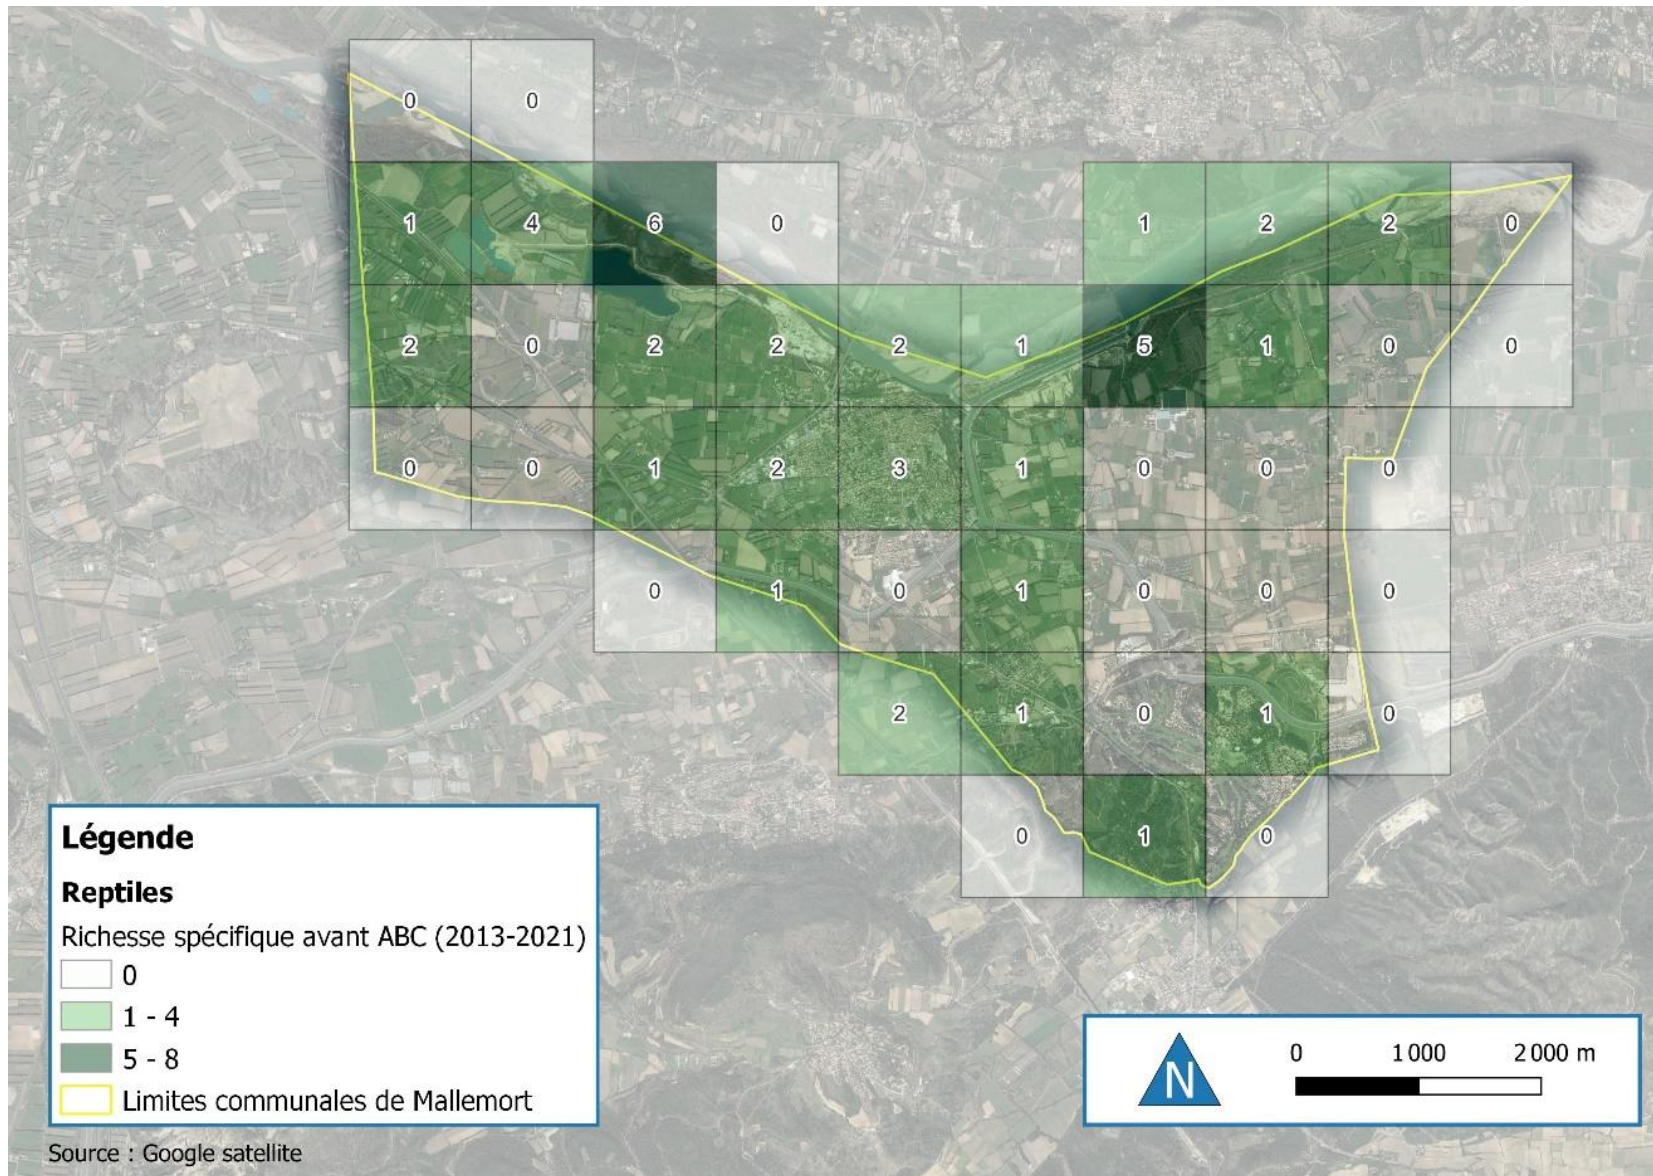 0 0
1 4 6 0 1 2 2 0
2 0 2 2 2 1 5 1 0 0
0 0 1 2 3 1 0 0 0
0 1 0 1 0 0 0
2 1 0 1 0
0 1 0
Légende
Reptiles
Richesse spécifique avant ABC (2013-2021)
0
1 - 4
5 - 8
Limites communales de Mallemort
N
0 1 000 2 000 m
Source : Google satellite